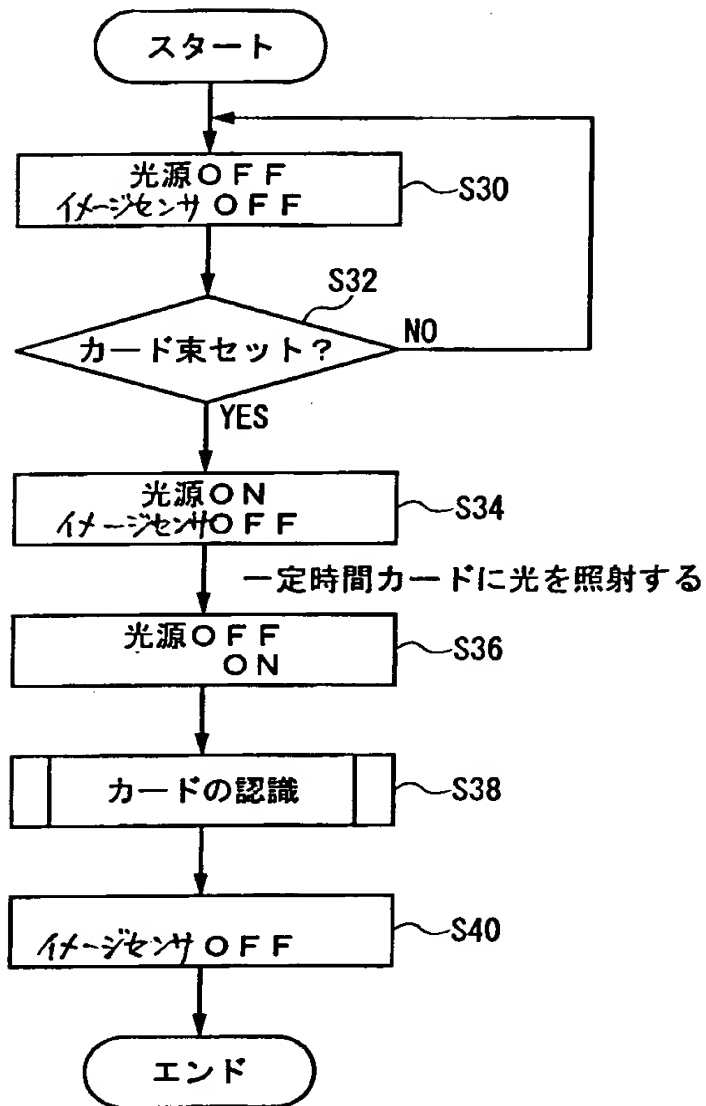 スタート
光源OFF
イメージセンサ OFF
S30
S32
カード束セット?
NO
YES
光源ON
イメージセンサOFF
S34
一定時間カードに光を照射する
光源OFF
ON
S36
カードの認識
S38
イメージセンサ OFF
S40
エンド